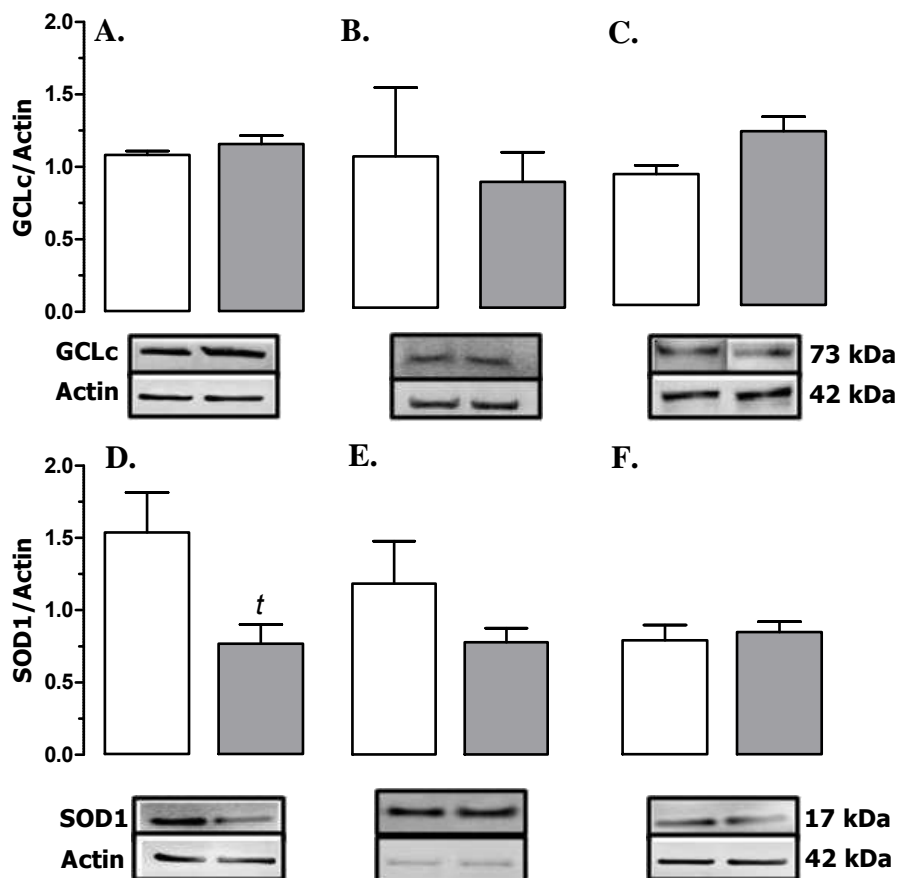 A.
B.
C.
2.0
1.5
1.0
0.5
0.0
GCLc/Actin
GCLc
73 kDa
Actin
42 kDa
D.
E.
F.
2.0
1.5
1.0
0.5
0.0
SOD1/Actin
t
SOD1
17 kDa
Actin
42 kDa